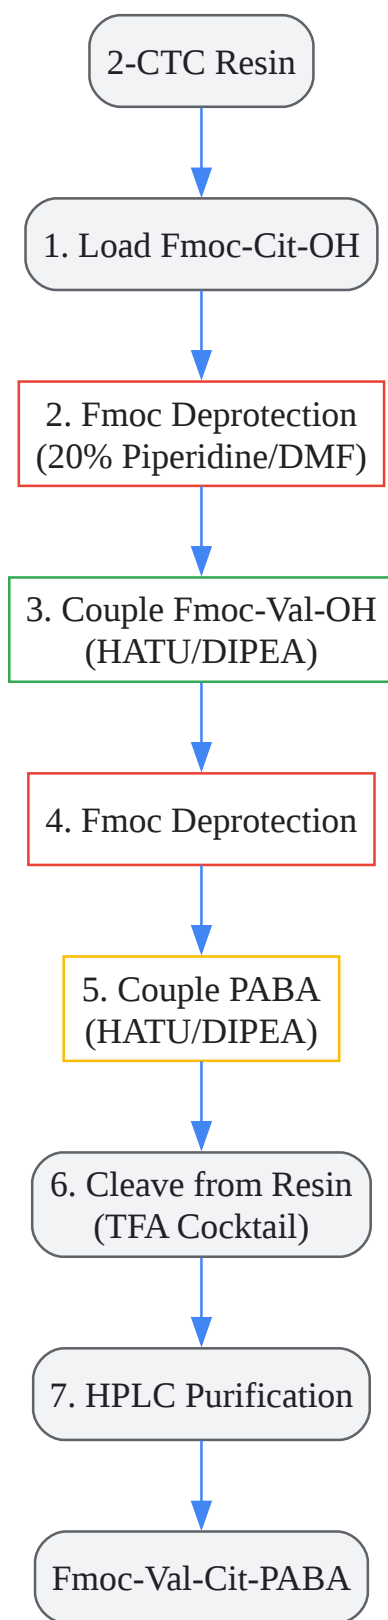 2-CTC Resin
1. Load Fmoc-Cit-OH
2. Fmoc Deprotection
(20% Piperidine/DMF)
3. Couple Fmoc-Val-OH
(HATU/DIPEA)
4. Fmoc Deprotection
5. Couple PABA
(HATU/DIPEA)
6. Cleave from Resin
(TFA Cocktail)
7. HPLC Purification
Fmoc-Val-Cit-PABA